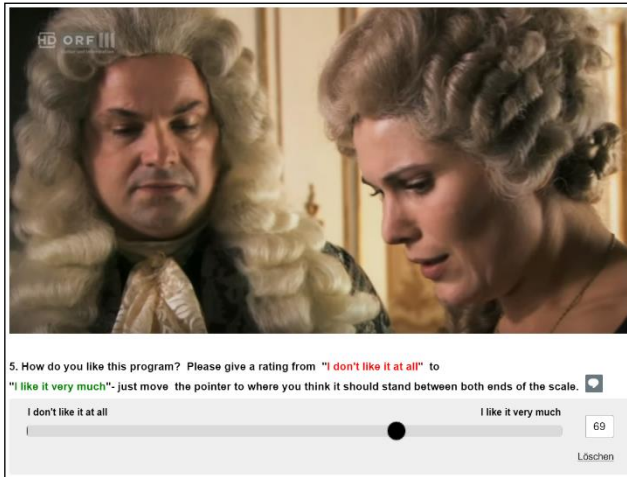 HD ORF III
5. How do you like this program? Please give a rating from "I don't like it at all" to
"I like it very much"- just move the pointer to where you think it should stand between both ends of the scale.
I don't like it at all
I like it very much
69
Löschen